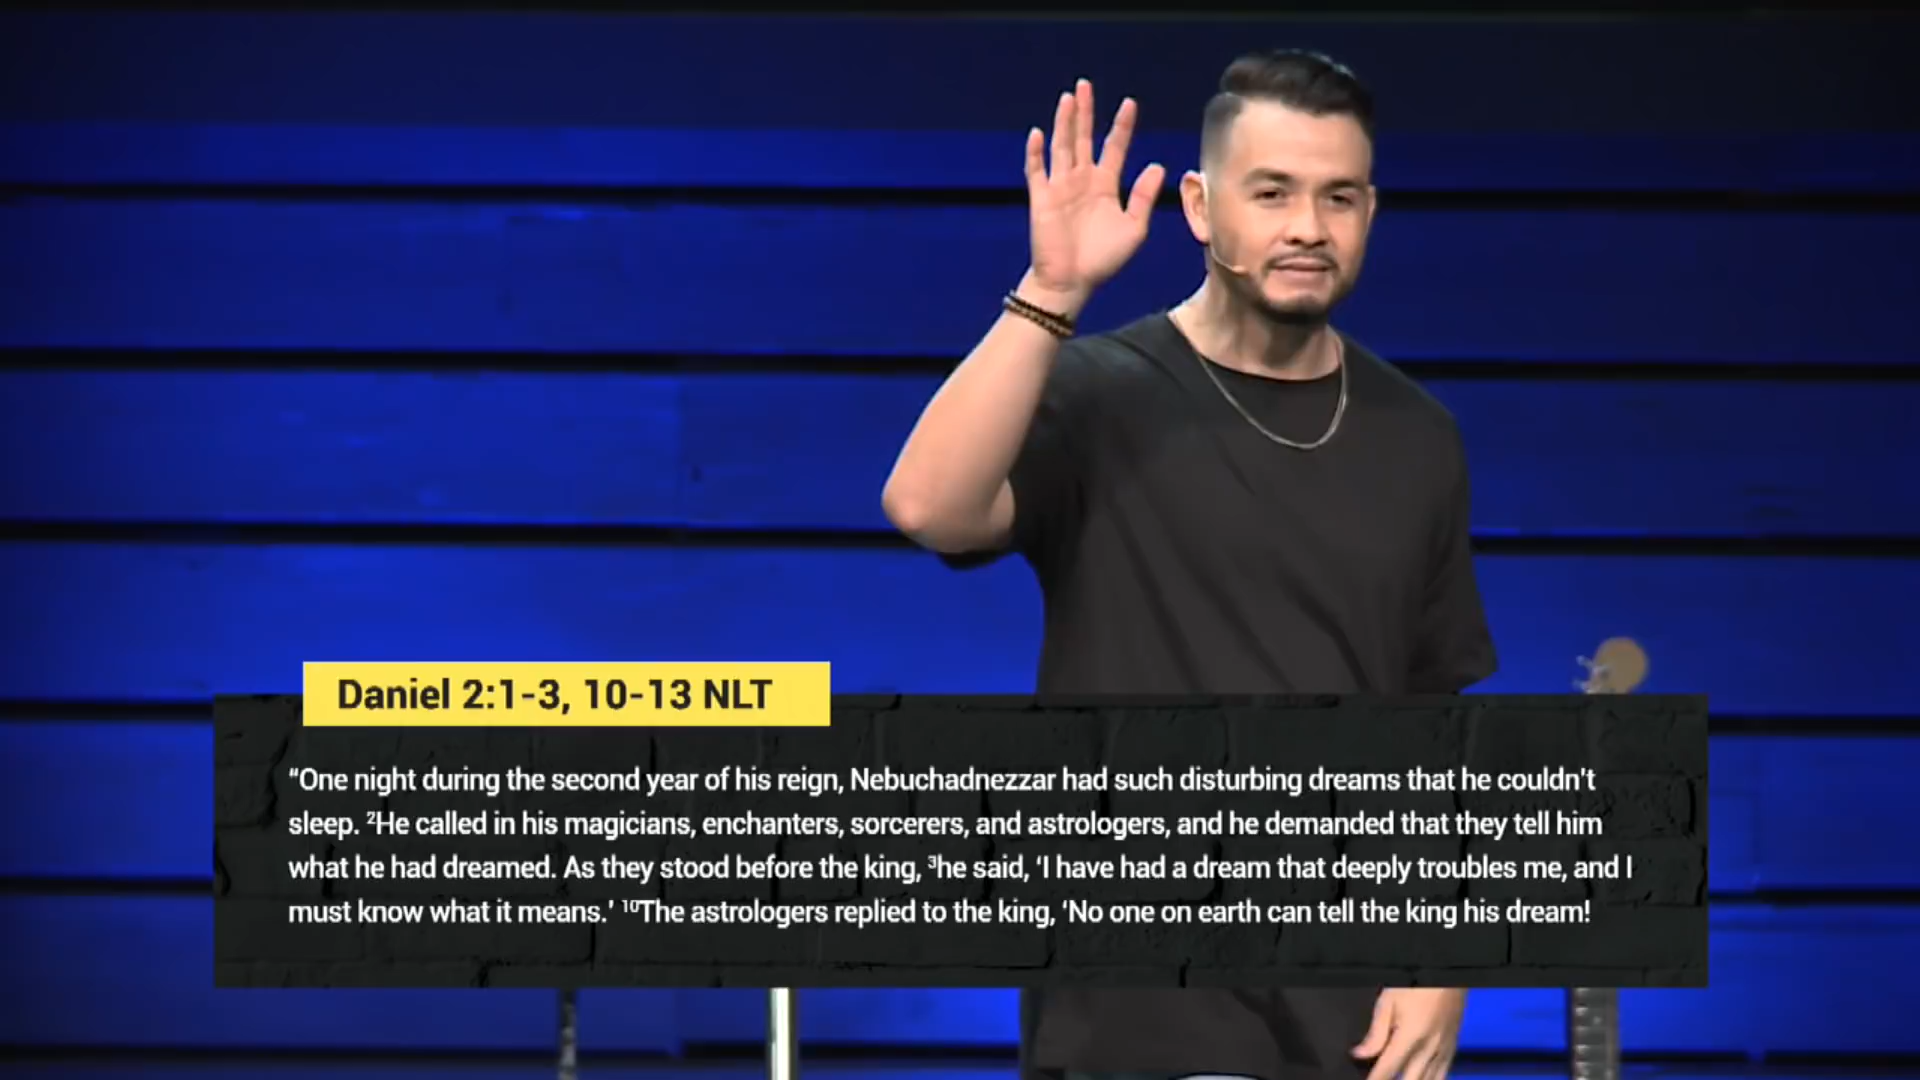 Daniel 2:1-3, 10-13 NLT
“One night during the second year of his reign, Nebuchadnezzar had such disturbing dreams that he couldn't
sleep. ²He called in his magicians, enchanters, sorcerers, and astrologers, and he demanded that they tell him
what he had dreamed. As they stood before the king, ³he said, ‘I have had a dream that deeply troubles me, and I
must know what it means.’ ¹⁰The astrologers replied to the king, ‘No one on earth can tell the king his dream!